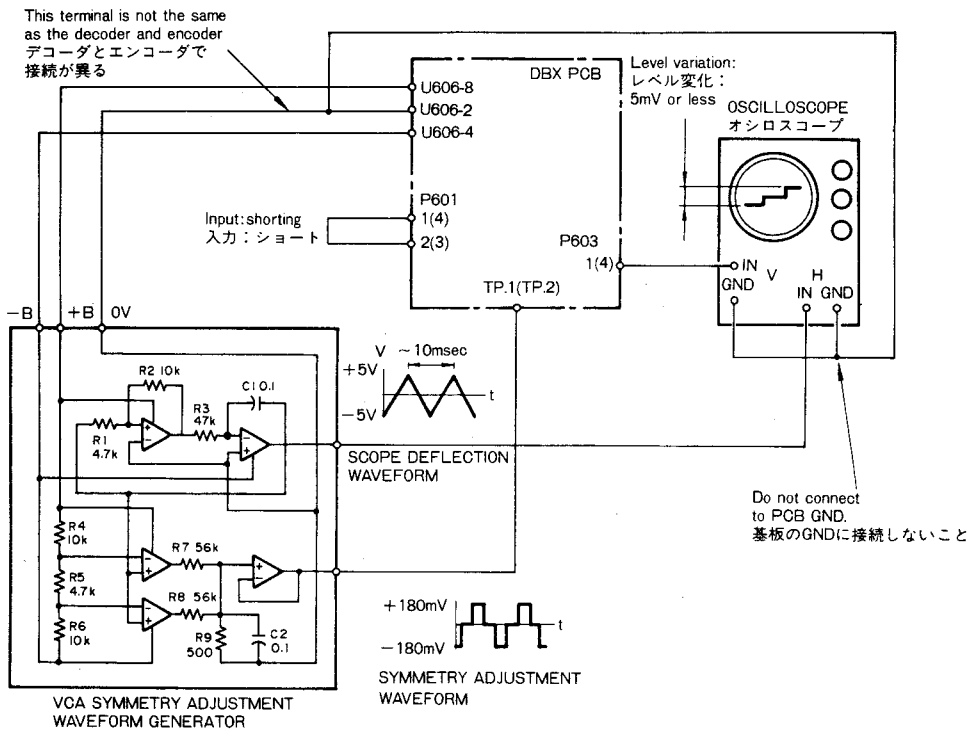 This terminal is not the same
as the decoder and encoder
デコーダとエンコーダで
接続が異る
DBX PCB
U606-8
U606-2
U606-4
Level variation:
レベル変化：
5mV or less
OSCILLOSCOPE
オシロスコープ
P601
1(4)
2(3)
Input:shorting
入力：ショート
P603
1(4)
TP.1(TP.2)
IN
V
H
GND
IN GND
−B
+B
0V
V
~10msec
+5V
−5V
t
R2 10k
C1 0.1
R3
47k
R1
4.7k
SCOPE DEFLECTION
WAVEFORM
R4
10k
R7 56k
R5
4.7k
R8 56k
R6
10k
R9
500
C2
0.1
+180mV
−180mV
t
SYMMETRY ADJUSTMENT
WAVEFORM
Do not connect
to PCB GND.
基板のGNDに接続しないこと
VCA SYMMETRY ADJUSTMENT
WAVEFORM GENERATOR